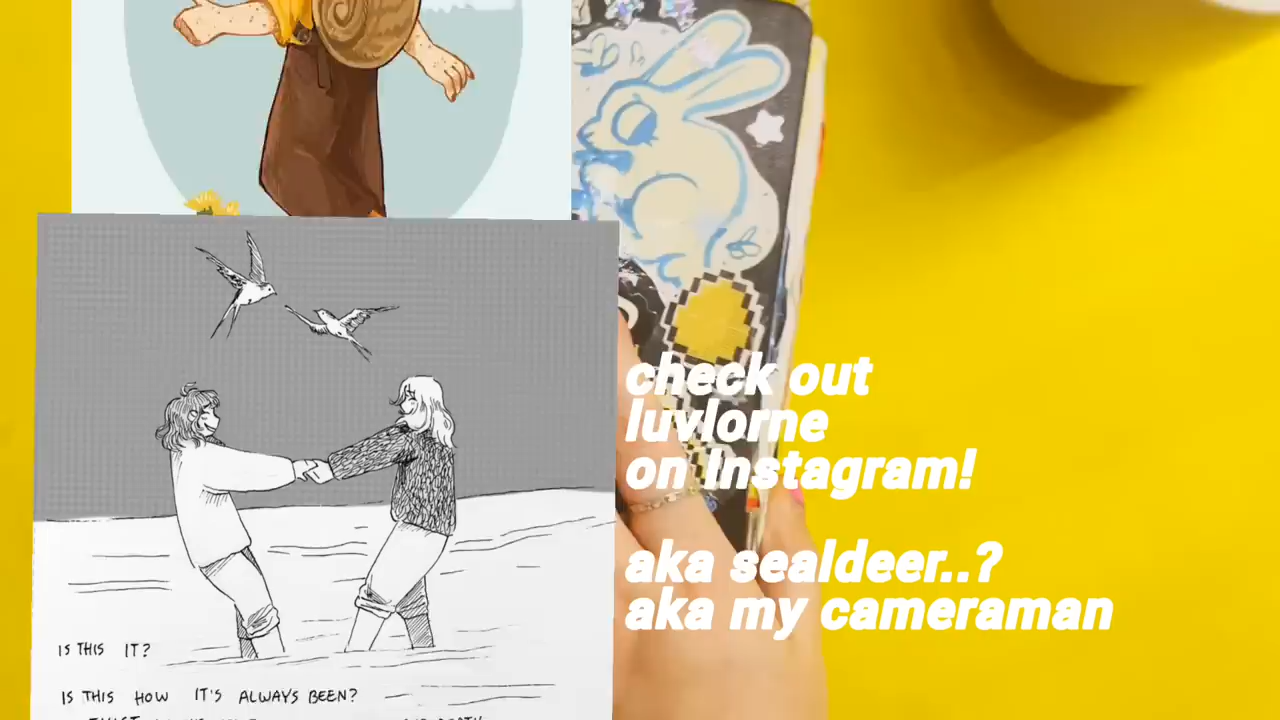 check out
luvlorne
on Instagram!
aka sealdeer..?
aka my cameraman
IS THIS IT?
IS THIS HOW IT'S ALWAYS BEEN?